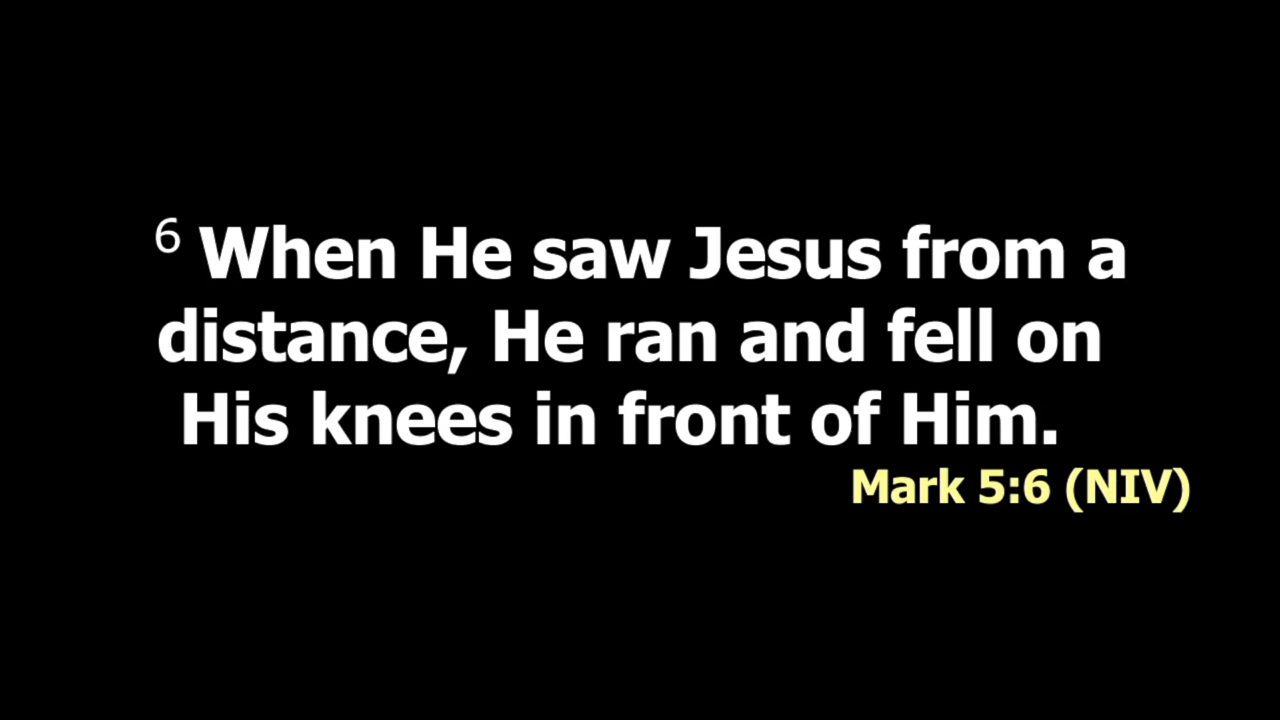 6 When He saw Jesus from a
distance, He ran and fell on
His knees in front of Him.
Mark 5:6 (NIV)